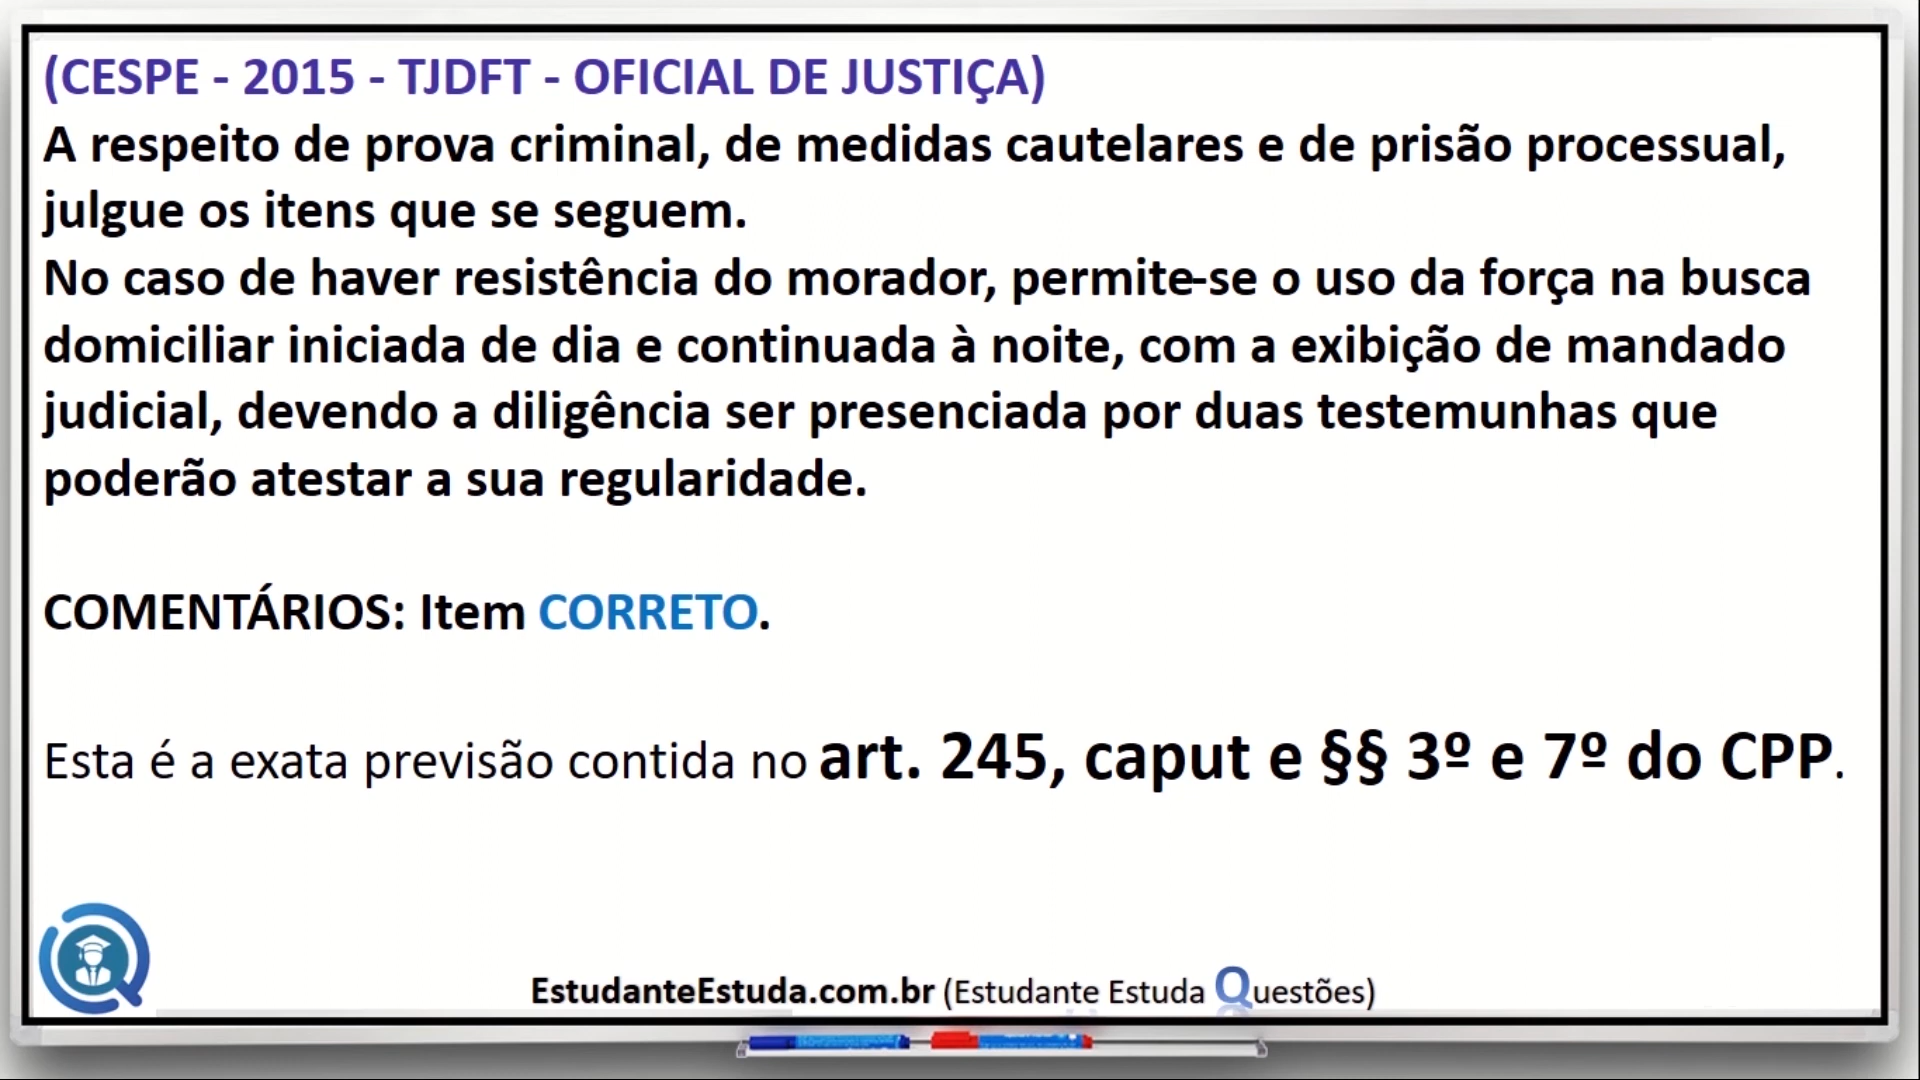 (CESPE - 2015 - TJDFT - OFICIAL DE JUSTIÇA)
A respeito de prova criminal, de medidas cautelares e de prisão processual,
julgue os itens que se seguem.
No caso de haver resistência do morador, permite-se o uso da força na busca
domiciliar iniciada de dia e continuada à noite, com a exibição de mandado
judicial, devendo a diligência ser presenciada por duas testemunhas que
poderão atestar a sua regularidade.
COMENTÁRIOS: Item CORRETO.
Esta é a exata previsão contida no art. 245, caput e §§ 3º e 7º do CPP.
EstudanteEstuda.com.br (Estudante Estuda Questões)